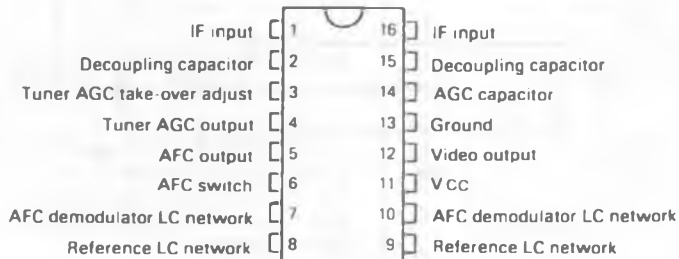 IF input 1 16 IF input
Decoupling capacitor 2 15 Decoupling capacitor
Tuner AGC take-over adjust 3 14 AGC capacitor
Tuner AGC output 4 13 Ground
AFC output 5 12 Video output
AFC switch 6 11 VCC
AFC demodulator LC network 7 10 AFC demodulator LC network
Reference LC network 8 9 Reference LC network